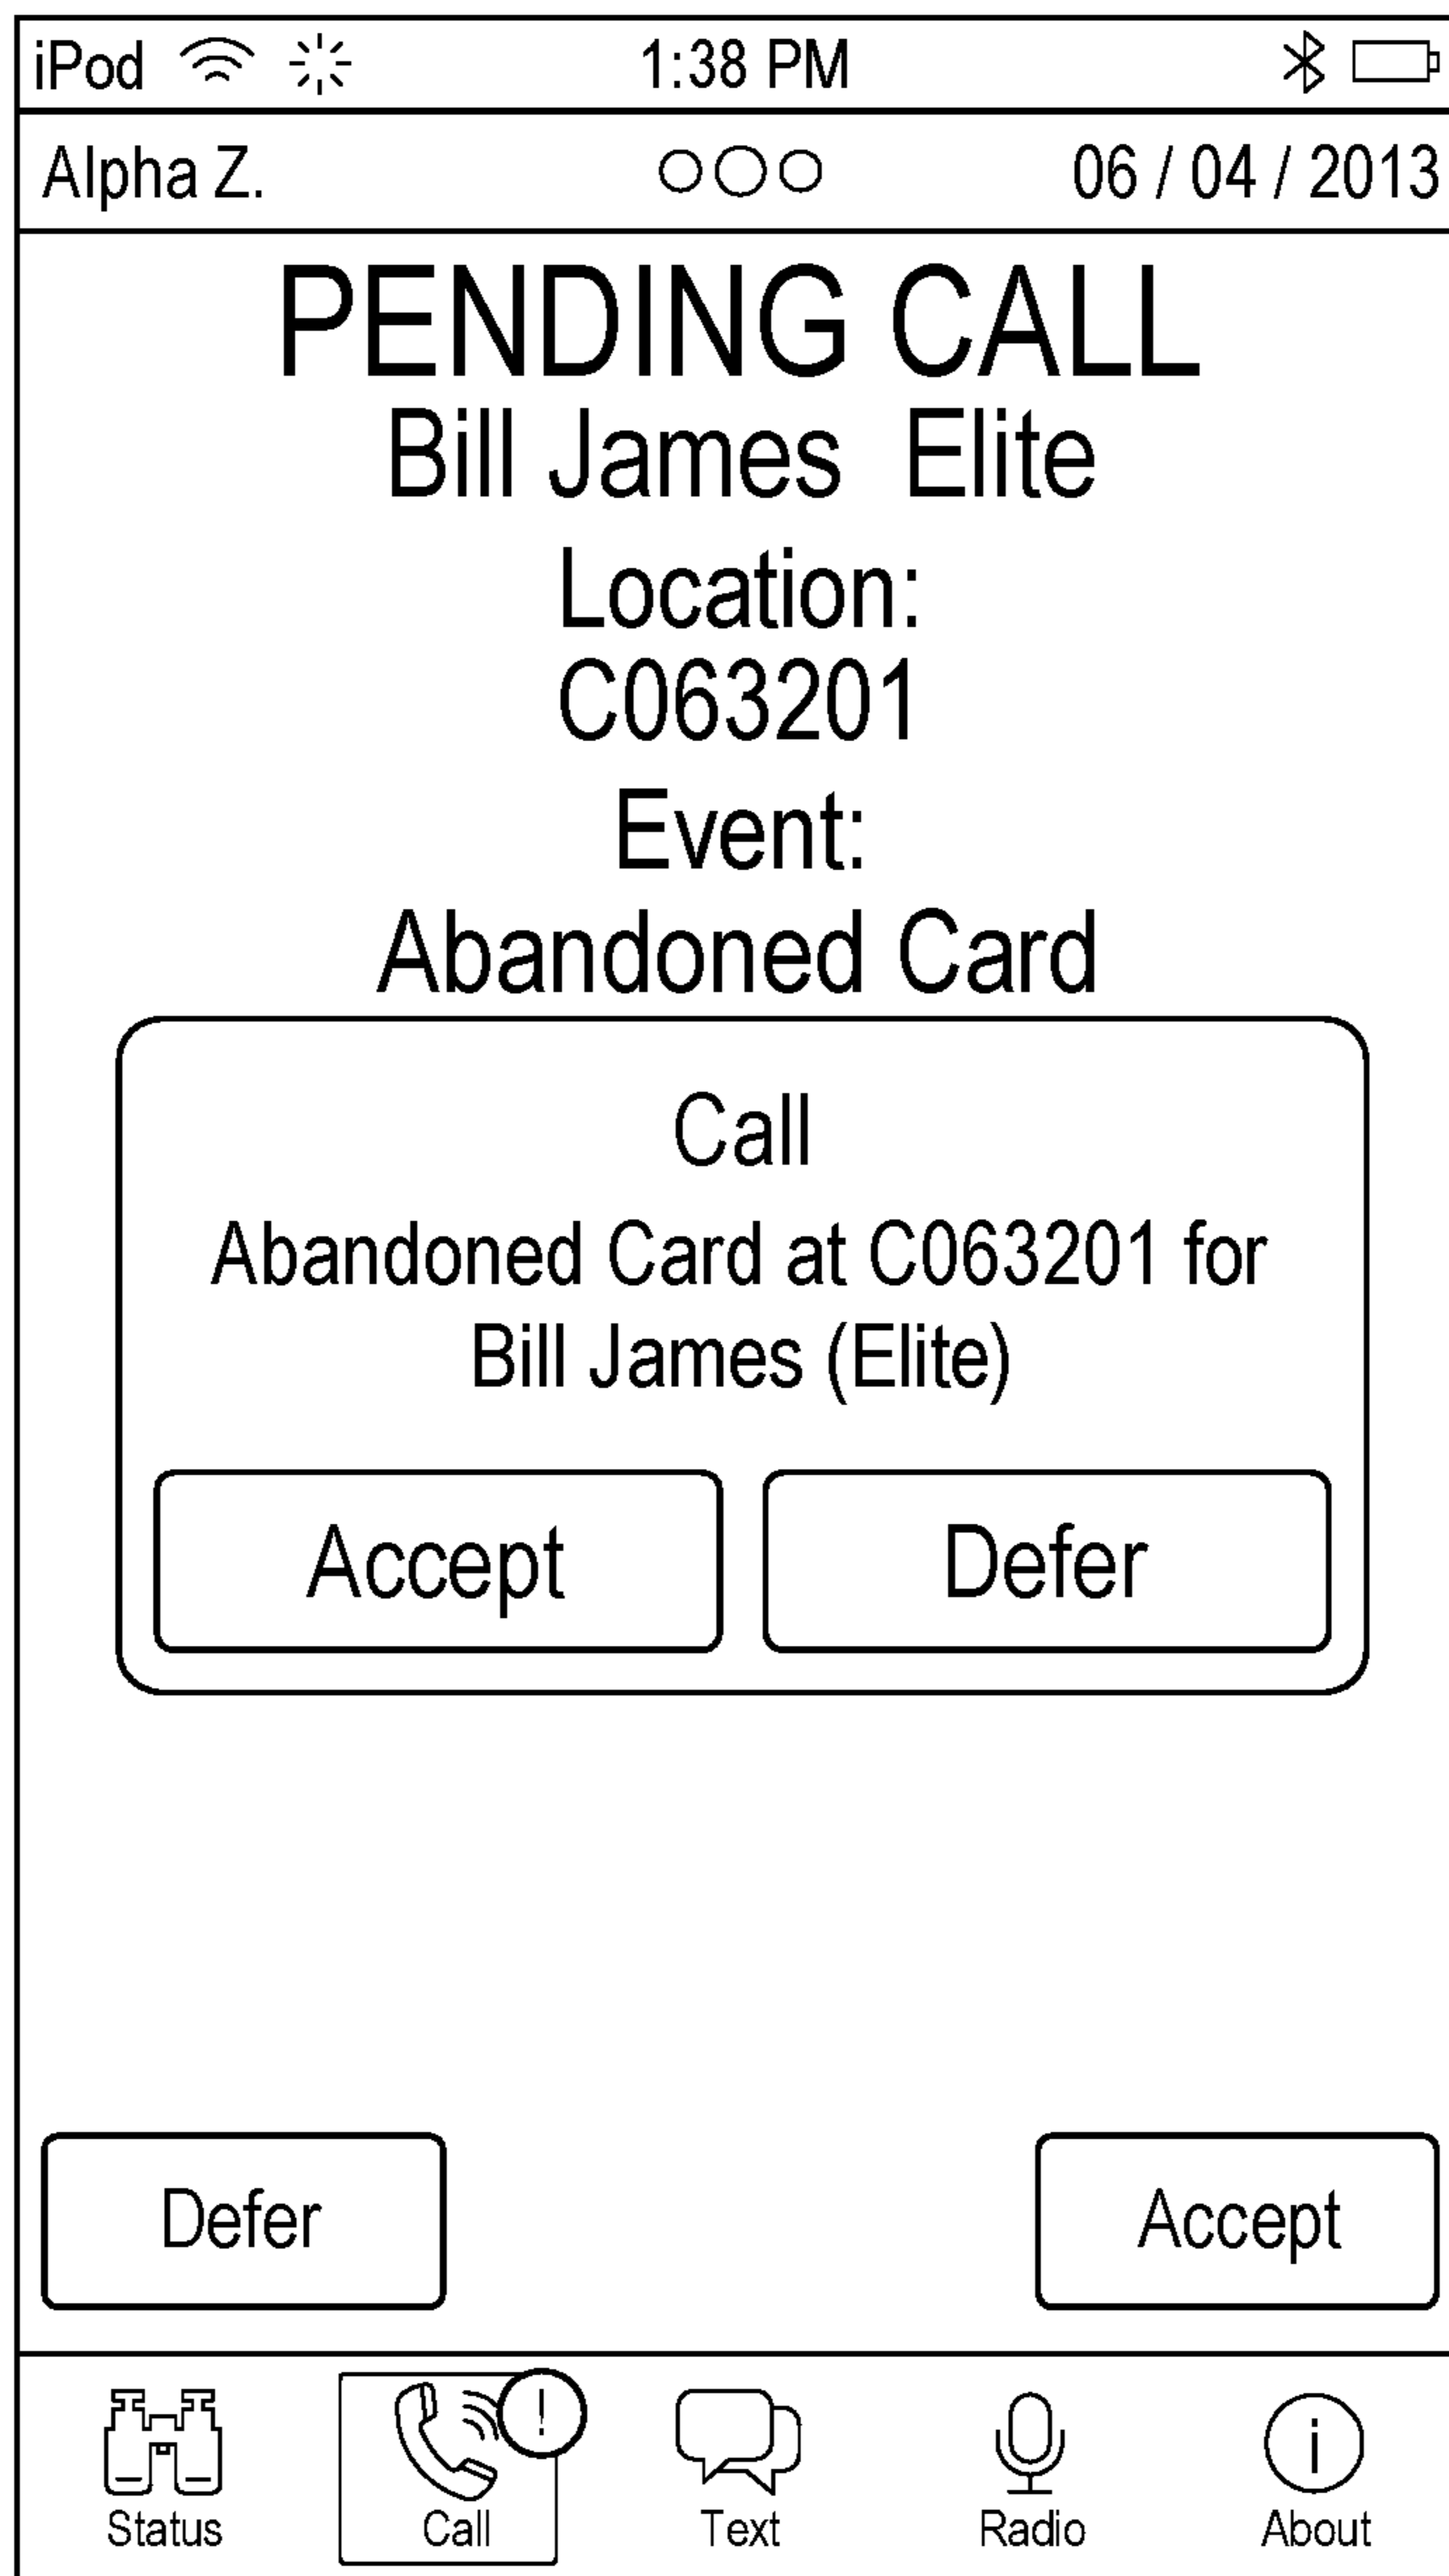 iPod 1:38 PM
Alpha Z. 06 / 04 / 2013
PENDING CALL
Bill James Elite
Location:
C063201
Event:
Abandoned Card
Call
Abandoned Card at C063201 for
Bill James (Elite)
Accept Defer
Defer Accept
!
i
Status Call Text Radio About